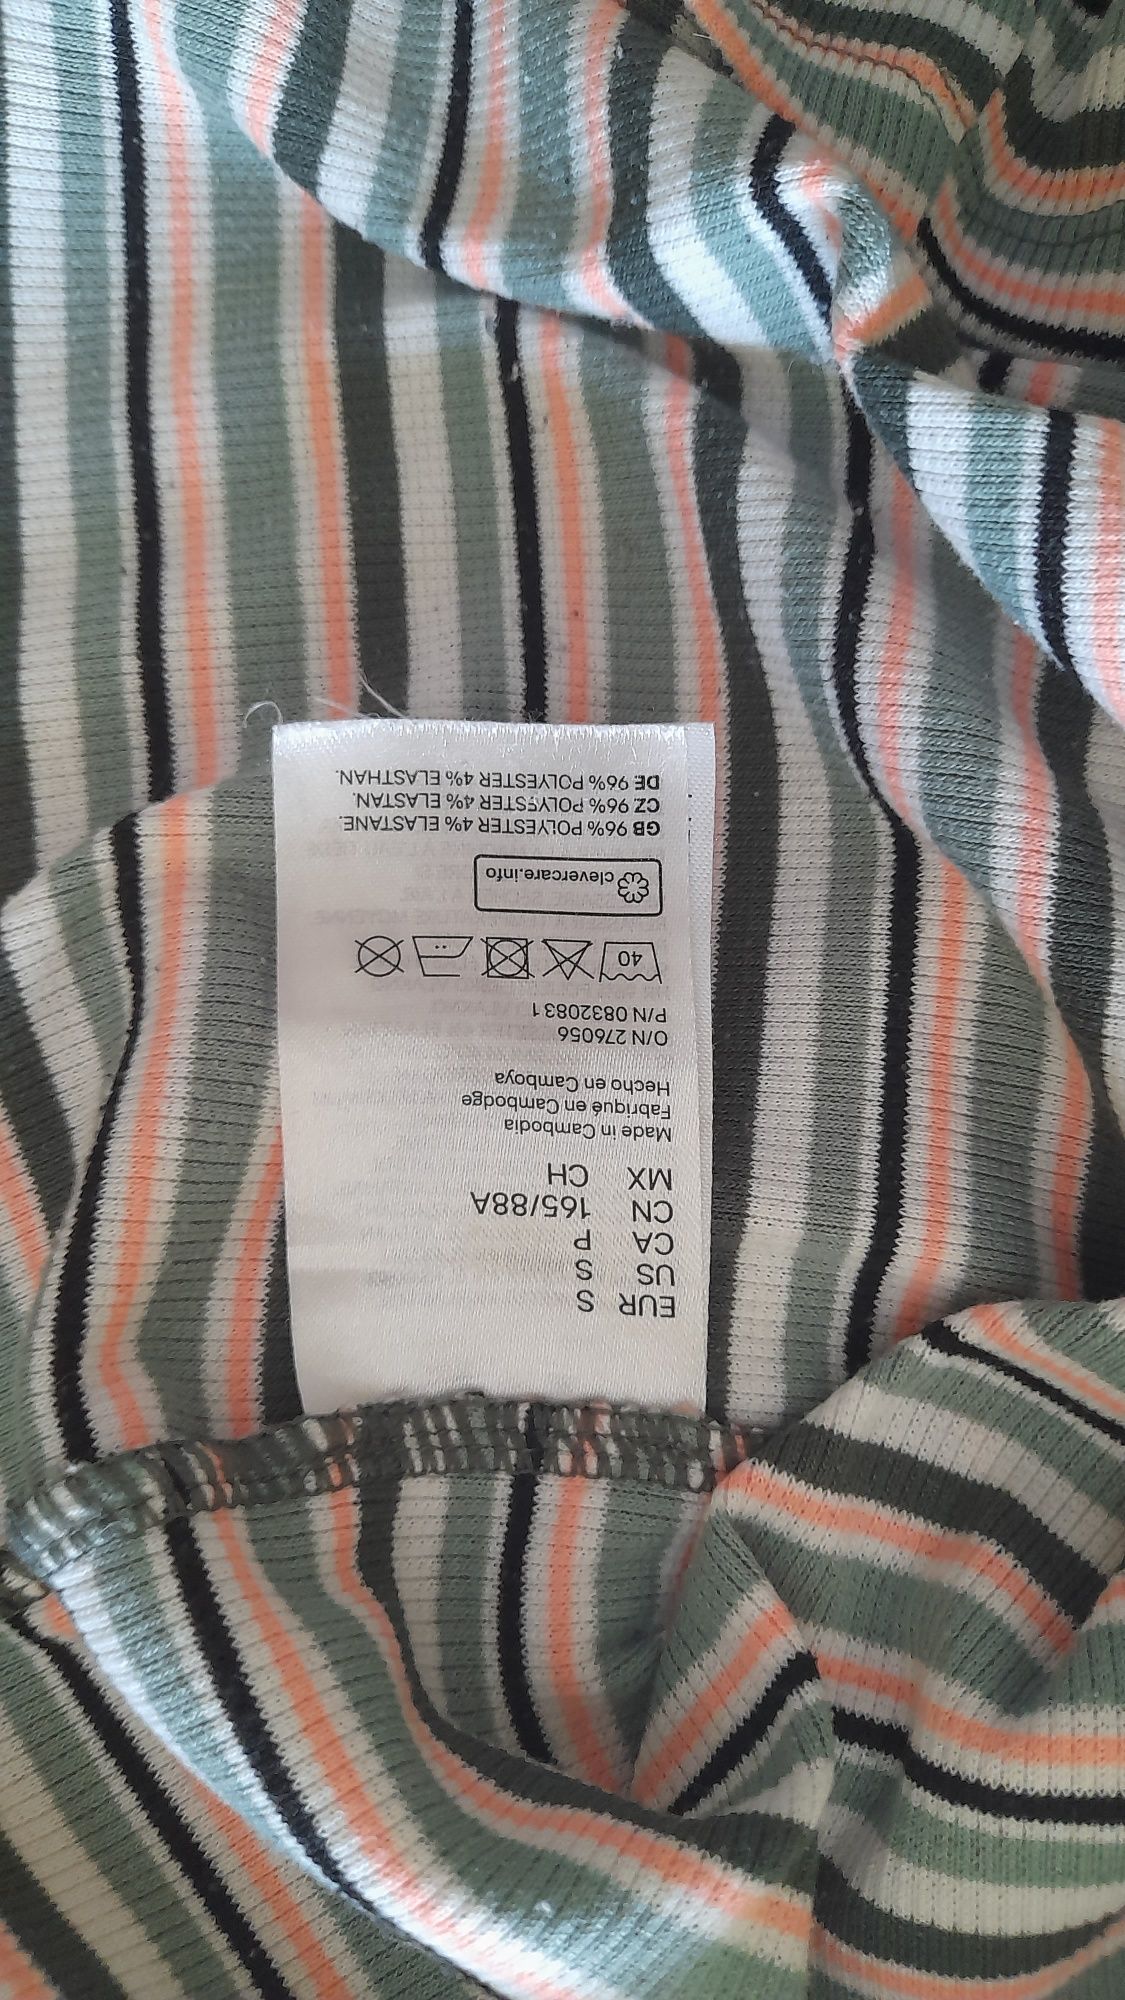 EUR S
US S
CA P
CN 165/88A
MX CH
Made in Cambodia
Fabriqué en Cambodge
Hecho en Camboya
O/N 276056
P/N 0832083 1
40
clevercare.info
GB 96% POLYESTER 4% ELASTANE.
CZ 96% POLYESTER 4% ELASTAN.
DE 96% POLYESTER 4% ELASTHAN.